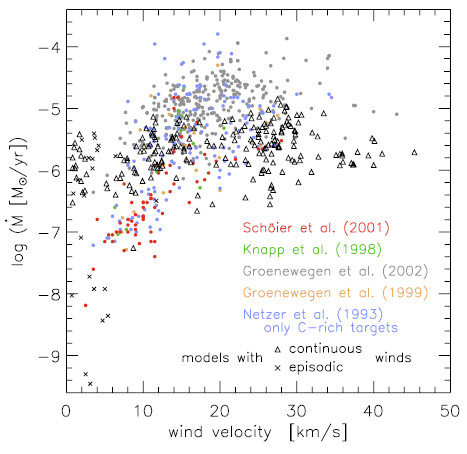 log (Ṁ [M☉/yr])
-4
-5
-6
-7
-8
-9
Schöier et al. (2001)
Knapp et al. (1998)
Groenewegen et al. (2002)
Groenewegen et al. (1999)
Netzer et al. (1993)
only C-rich targets
models with △ continuous winds
× episodic
0 10 20 30 40 50
wind velocity [km/s]